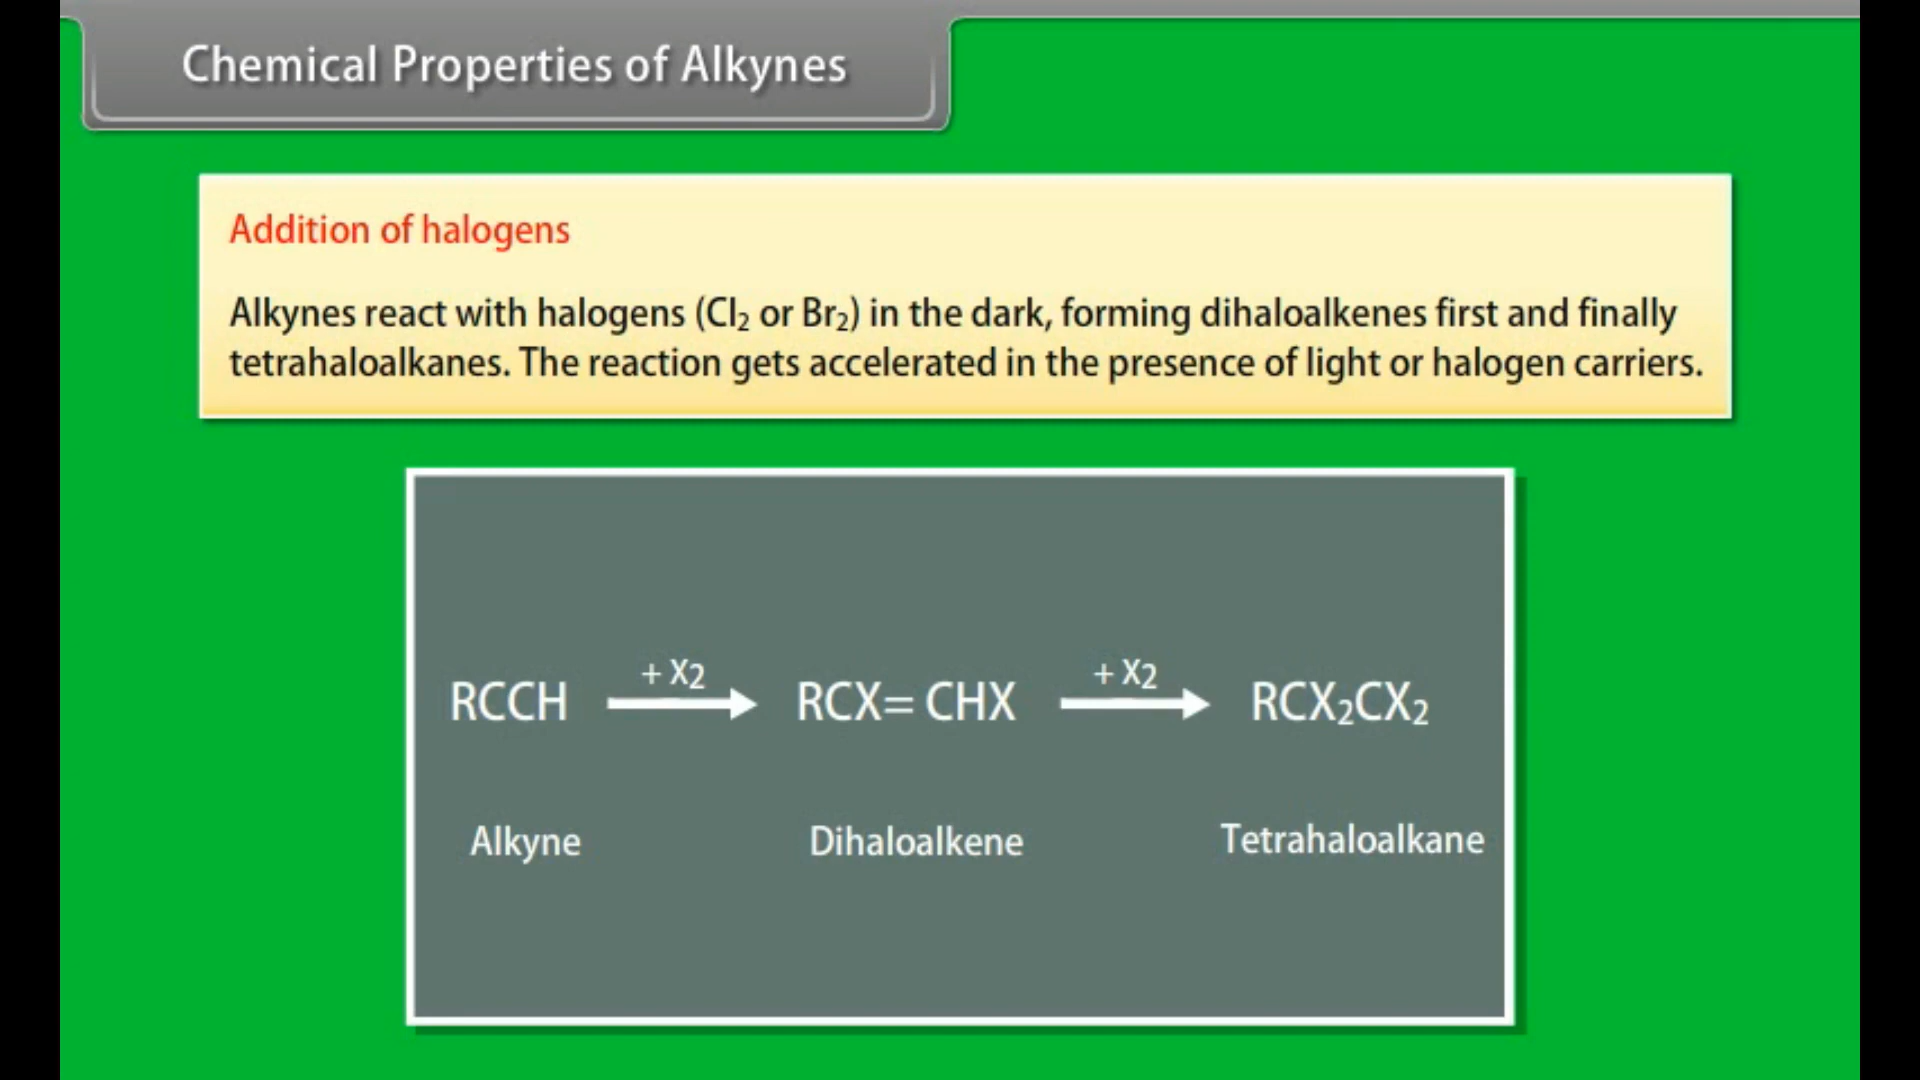 Chemical Properties of Alkynes
Addition of halogens
Alkynes react with halogens (Cl₂ or Br₂) in the dark, forming dihaloalkenes first and finally
tetrahaloalkanes. The reaction gets accelerated in the presence of light or halogen carriers.
+ X2 + X2
RCCH RCX= CHX RCX₂CX₂
Alkyne Dihaloalkene Tetrahaloalkane